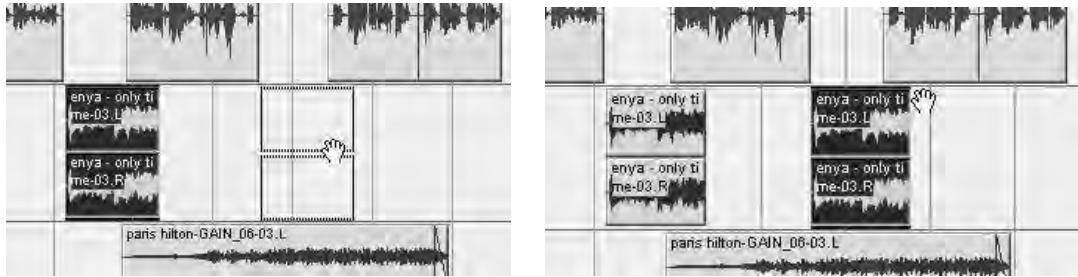 enya - only ti
me-03.L
enya - only ti
me-03.R
paris hilton-GAIN_06-03.L
enya - only ti
me-03.L
enya - only ti
me-03.R
enya - only ti
me-03.L
enya - only ti
me-03.R
paris hilton-GAIN_06-03.L